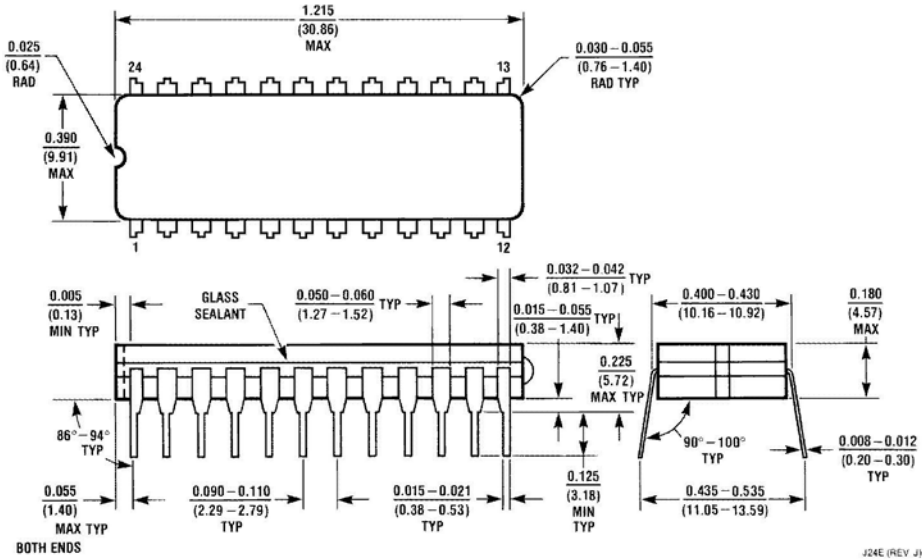 1.215
(30.86)
MAX
0.025
(0.64)
RAD
0.030 – 0.055
(0.76 – 1.40)
RAD TYP
24
13
0.390
(9.91)
MAX
1
12
0.005
(0.13)
MIN TYP
GLASS
SEALANT
0.050 – 0.060
(1.27 – 1.52)
TYP
0.032 – 0.042
(0.81 – 1.07)
TYP
0.015 – 0.055
(0.38 – 1.40)
TYP
0.400 – 0.430
(10.16 – 10.92)
0.180
(4.57)
MAX
0.225
(5.72)
MAX TYP
86° – 94°
TYP
90° – 100°
TYP
0.008 – 0.012
(0.20 – 0.30)
TYP
0.055
(1.40)
MAX TYP
BOTH ENDS
0.090 – 0.110
(2.29 – 2.79)
TYP
0.015 – 0.021
(0.38 – 0.53)
TYP
0.125
(3.18)
MIN
TYP
0.435 – 0.535
(11.05 – 13.59)
J24E (REV J)